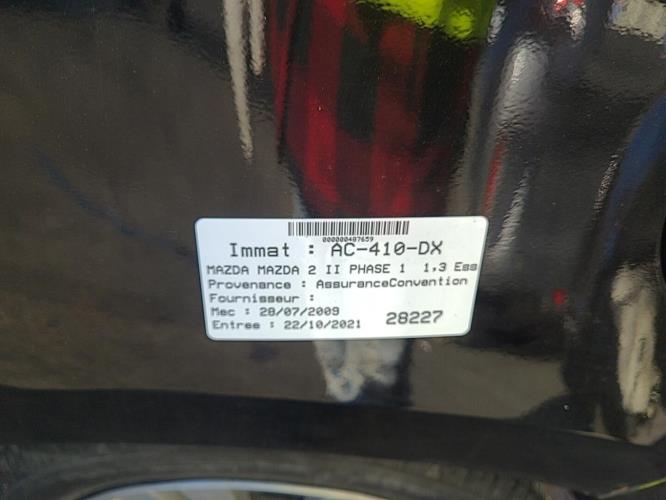 000000487659
Immat : AC-410-DX
MAZDA MAZDA 2 II PHASE 1 1,3 Ess
Provenance : AssuranceConvention
Fournisseur :
Mec : 28/07/2009
Entree : 22/10/2021 28227